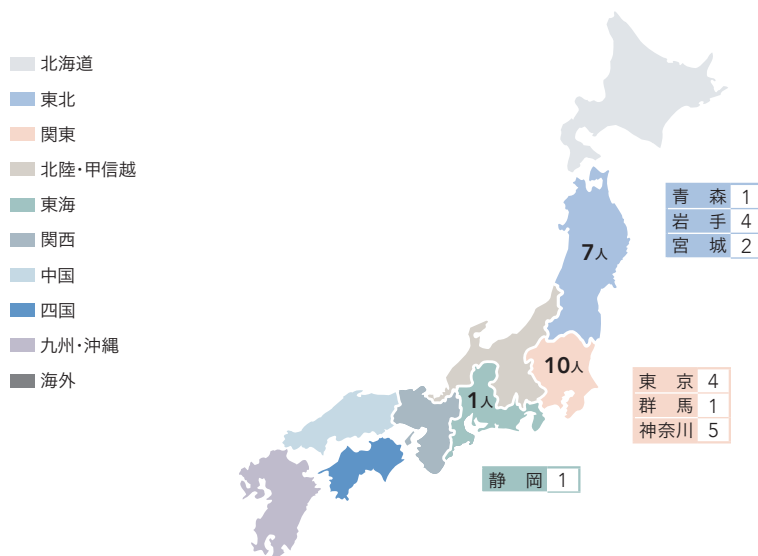 北海道
東北
関東
北陸・甲信越
東海
関西
中国
四国
九州・沖縄
海外
7人
10人
1人
青森 1
岩手 4
宮城 2
東京 4
群馬 1
神奈川 5
静岡 1